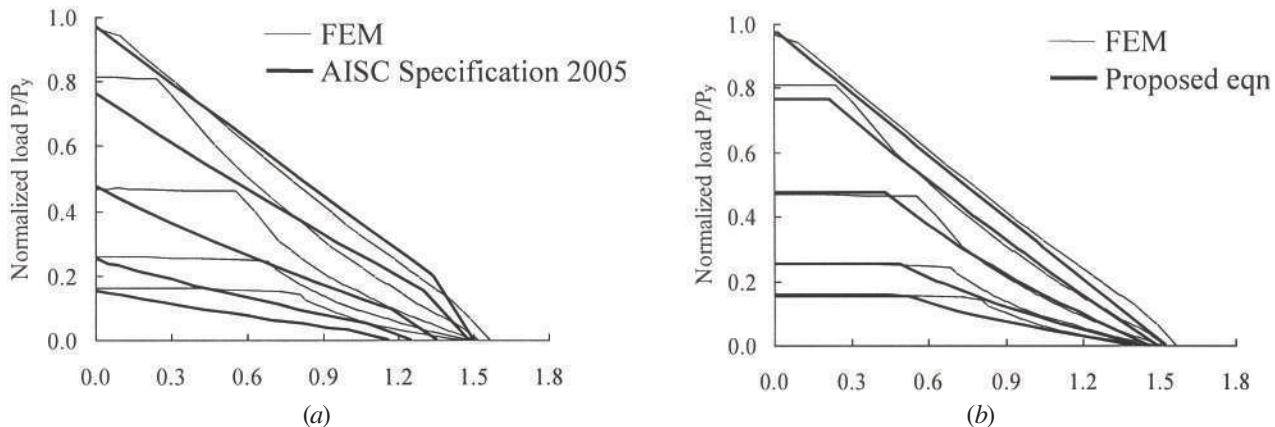 Normalized load P/Py
1.0
0.8
0.6
0.4
0.2
0.0
FEM
AISC Specification 2005
0.0 0.3 0.6 0.9 1.2 1.5 1.8
(a)
Normalized load P/Py
1.0
0.8
0.6
0.4
0.2
0.0
FEM
Proposed eqn
0.0 0.3 0.6 0.9 1.2 1.5 1.8
(b)